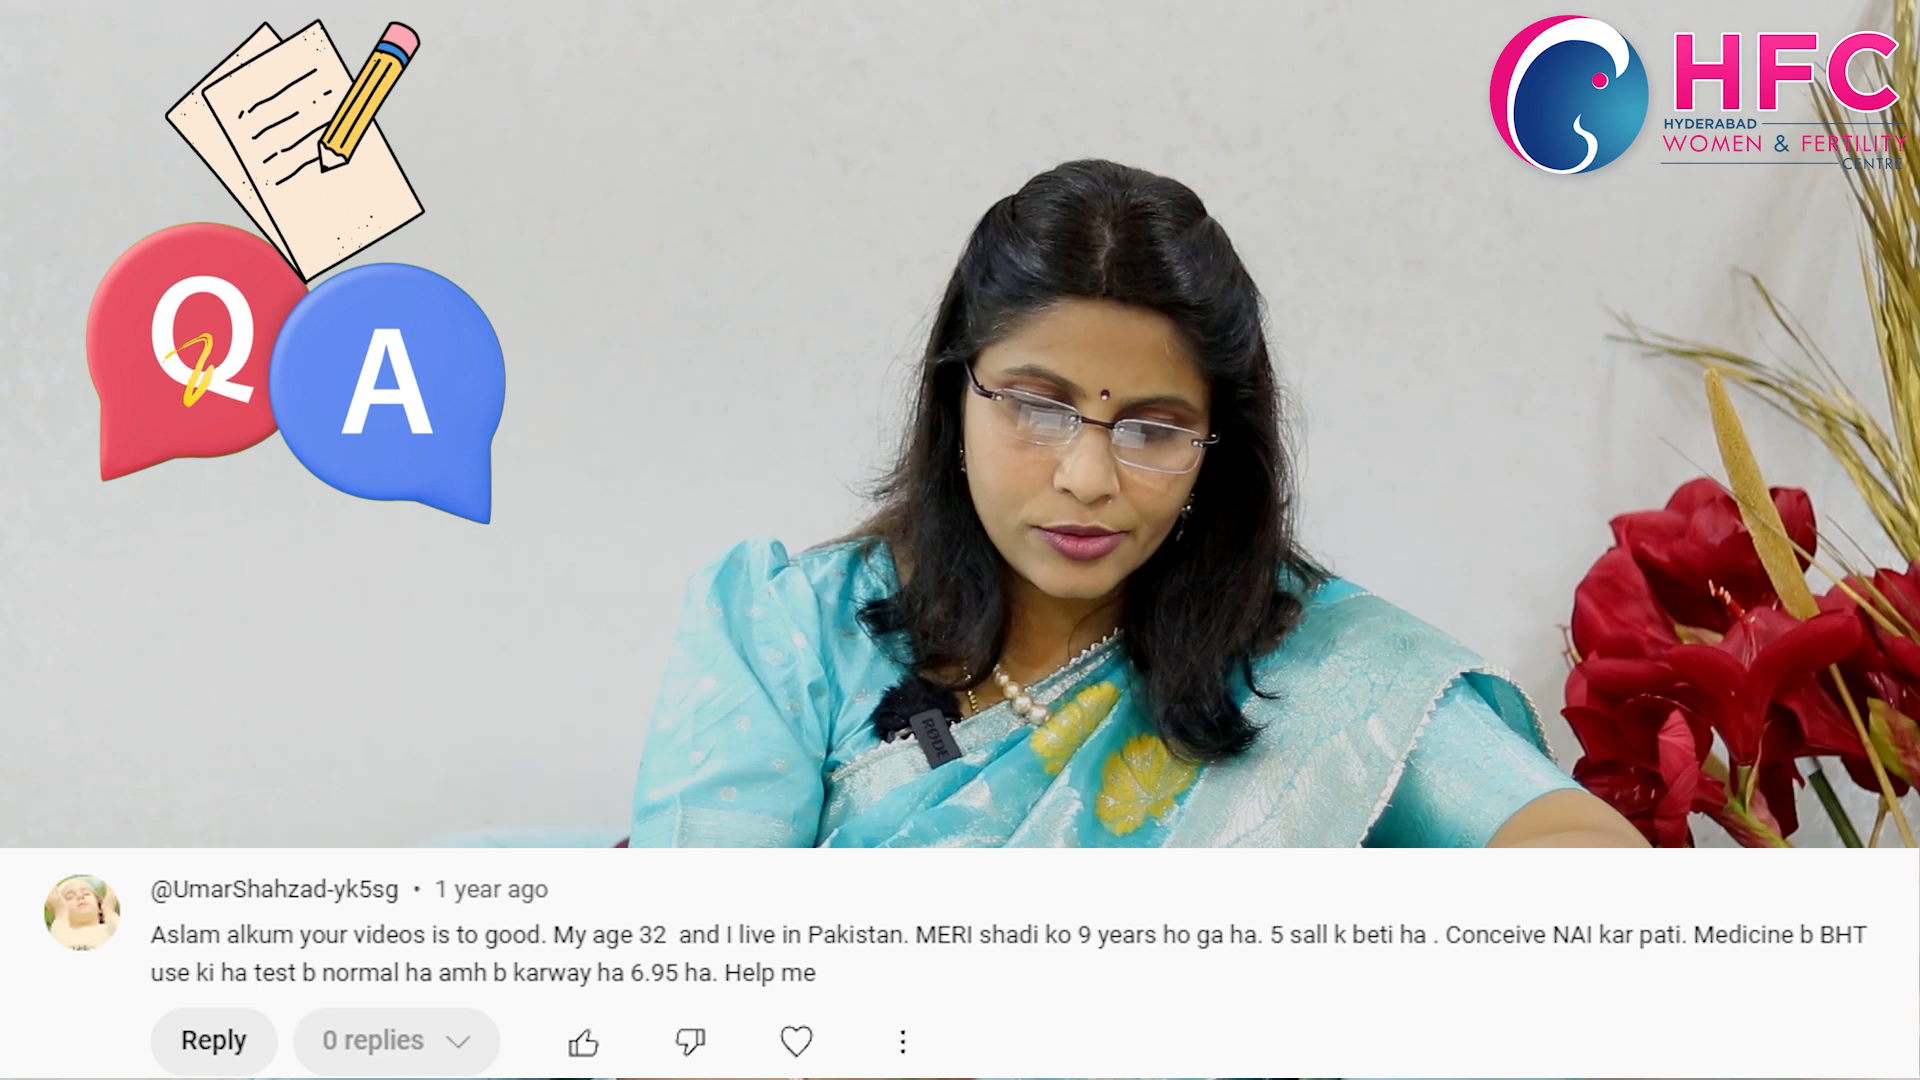 HFC
HYDERABAD
WOMEN & FERTILITY
CENTRE
Q
A
RØDE
@UmarShahzad-yk5sg • 1 year ago
Aslam alkum your videos is to good. My age 32 and I live in Pakistan. MERI shadi ko 9 years ho ga ha. 5 sall k beti ha . Conceive NAI kar pati. Medicine b BHT
use ki ha test b normal ha amh b karway ha 6.95 ha. Help me
Reply
0 replies